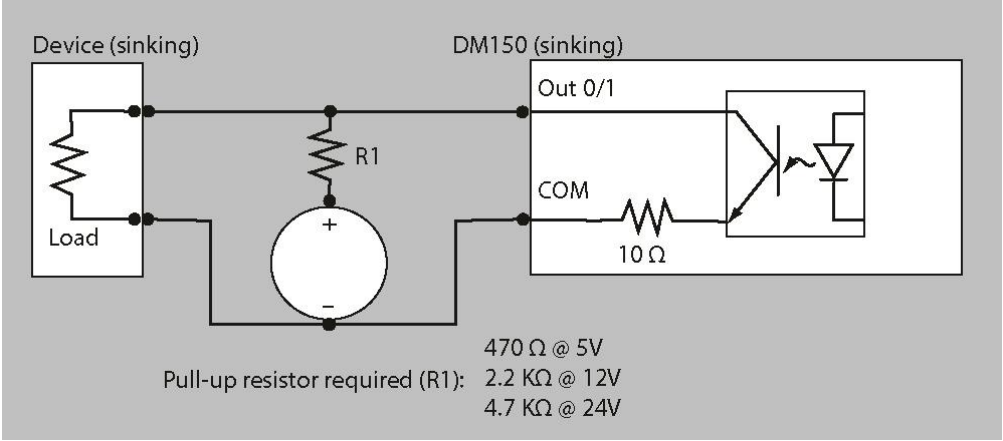 Device (sinking)
DM150 (sinking)
Out 0/1
R1
COM
+
Load
10 Ω
–
470 Ω @ 5V
Pull-up resistor required (R1): 2.2 KΩ @ 12V
4.7 KΩ @ 24V